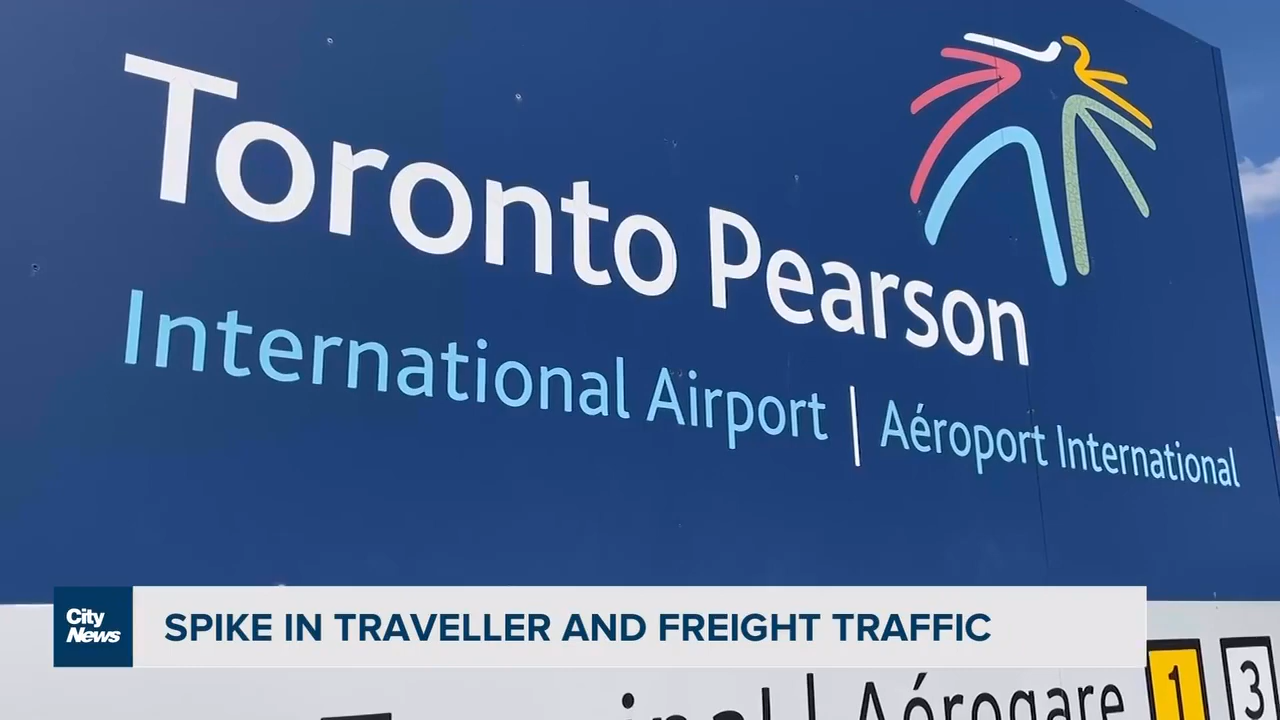 Toronto Pearson
International Airport | Aéroport International
City News
SPIKE IN TRAVELLER AND FREIGHT TRAFFIC
Aérogare 1 3